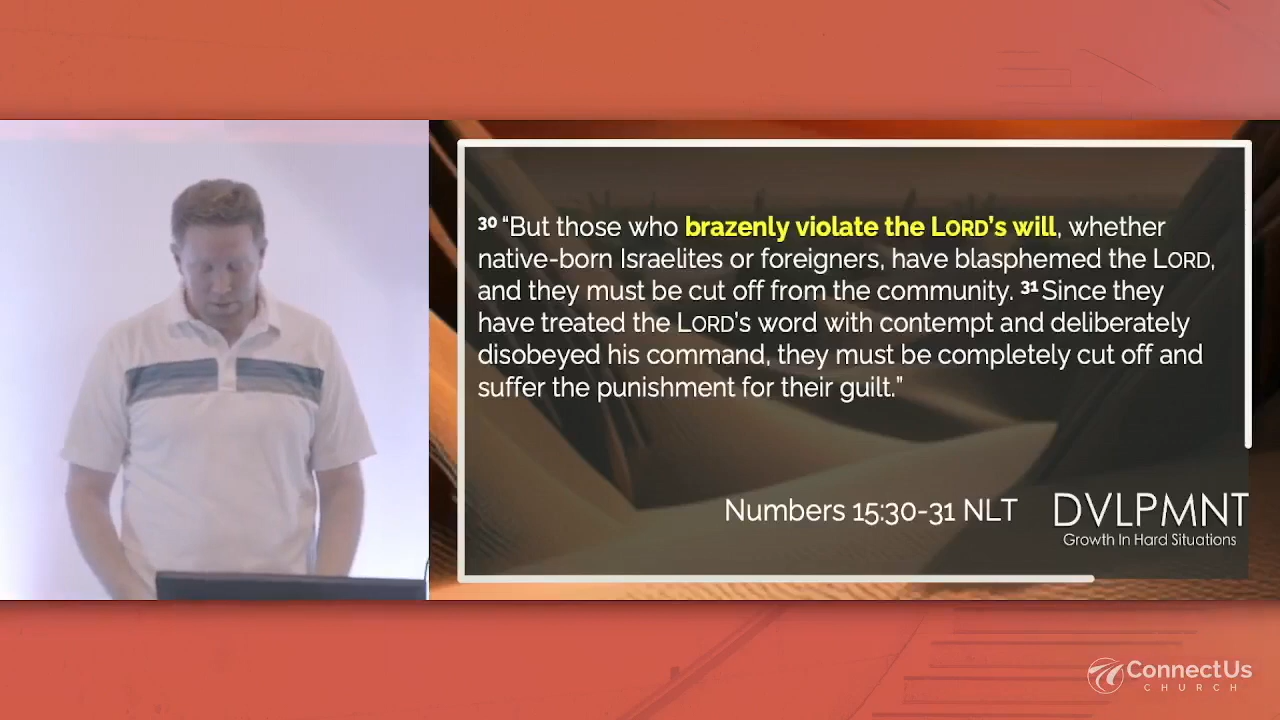 ³⁰ “But those who brazenly violate the LORD’s will, whether
native-born Israelites or foreigners, have blasphemed the LORD,
and they must be cut off from the community. ³¹ Since they
have treated the LORD’s word with contempt and deliberately
disobeyed his command, they must be completely cut off and
suffer the punishment for their guilt.”
Numbers 15:30-31 NLT
DVLPMNT
Growth In Hard Situations
ConnectUs
CHURCH